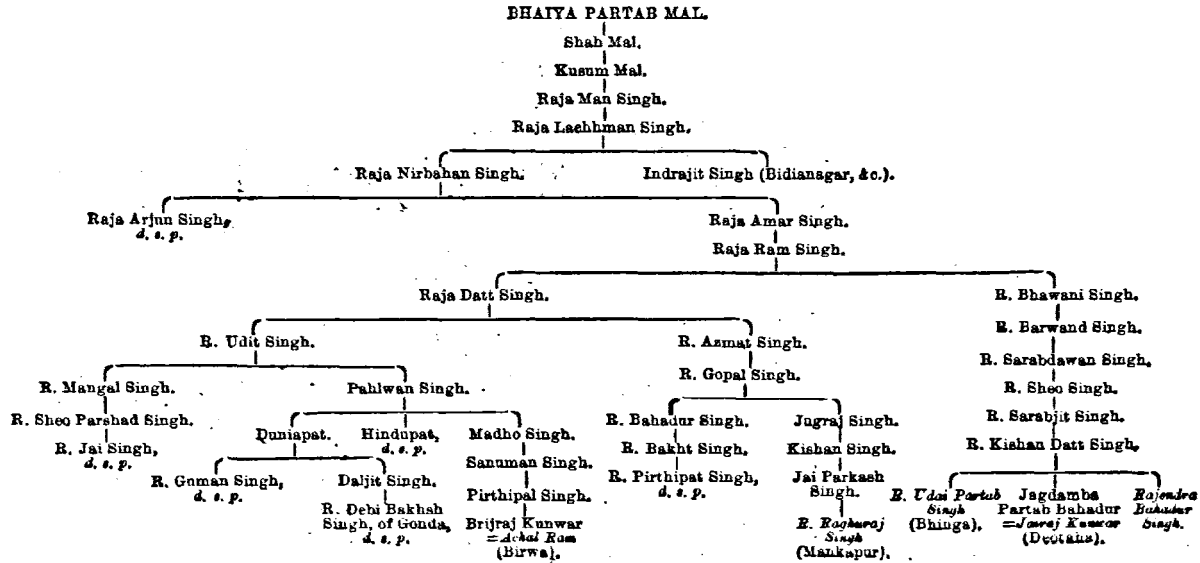 BHAIYA PARTAB MAL.
Shah Mal.
Kusum Mal.
Raja Man Singh.
Raja Lachhman Singh.
Raja Nirbahan Singh. Indrajit Singh (Bidianagar, &c.).
Raja Arjun Singh, Raja Amar Singh.
d. s. p.
Raja Ram Singh.
Raja Datt Singh. R. Bhawani Singh.
R. Barwand Singh.
R. Udit Singh. R. Azmat Singh.
R. Sarabdawan Singh.
R. Gopal Singh.
R. Mangal Singh. Pahlwan Singh. R. Sheo Singh.
R. Sheo Parshad Singh. R. Bahadur Singh. Jugraj Singh. R. Sarabjit Singh.
Duniapat. Hindupat, Madho Singh.
d. s. p.
R. Jai Singh, R. Bakht Singh. Kishan Singh. R. Kishan Datt Singh,
d. s. p.
Sanuman Singh.
R. Guman Singh, Daljit Singh. R. Pirthipat Singh, Jai Parkash
d. s. p. Pirthipal Singh. d. s. p. Singh.
R. Udai Partab Jagdamba Rajendra
Singh Partab Bahadur Bahadur
(Bhinga). =Jairaj Kunwar Singh.
(Deotaha).
R. Debi Bakhsh
Singh, of Gonda, Brijraj Kunwar R. Raghuraj
d. s. p. =Achal Ram Singh
(Birwa). (Mankapur).